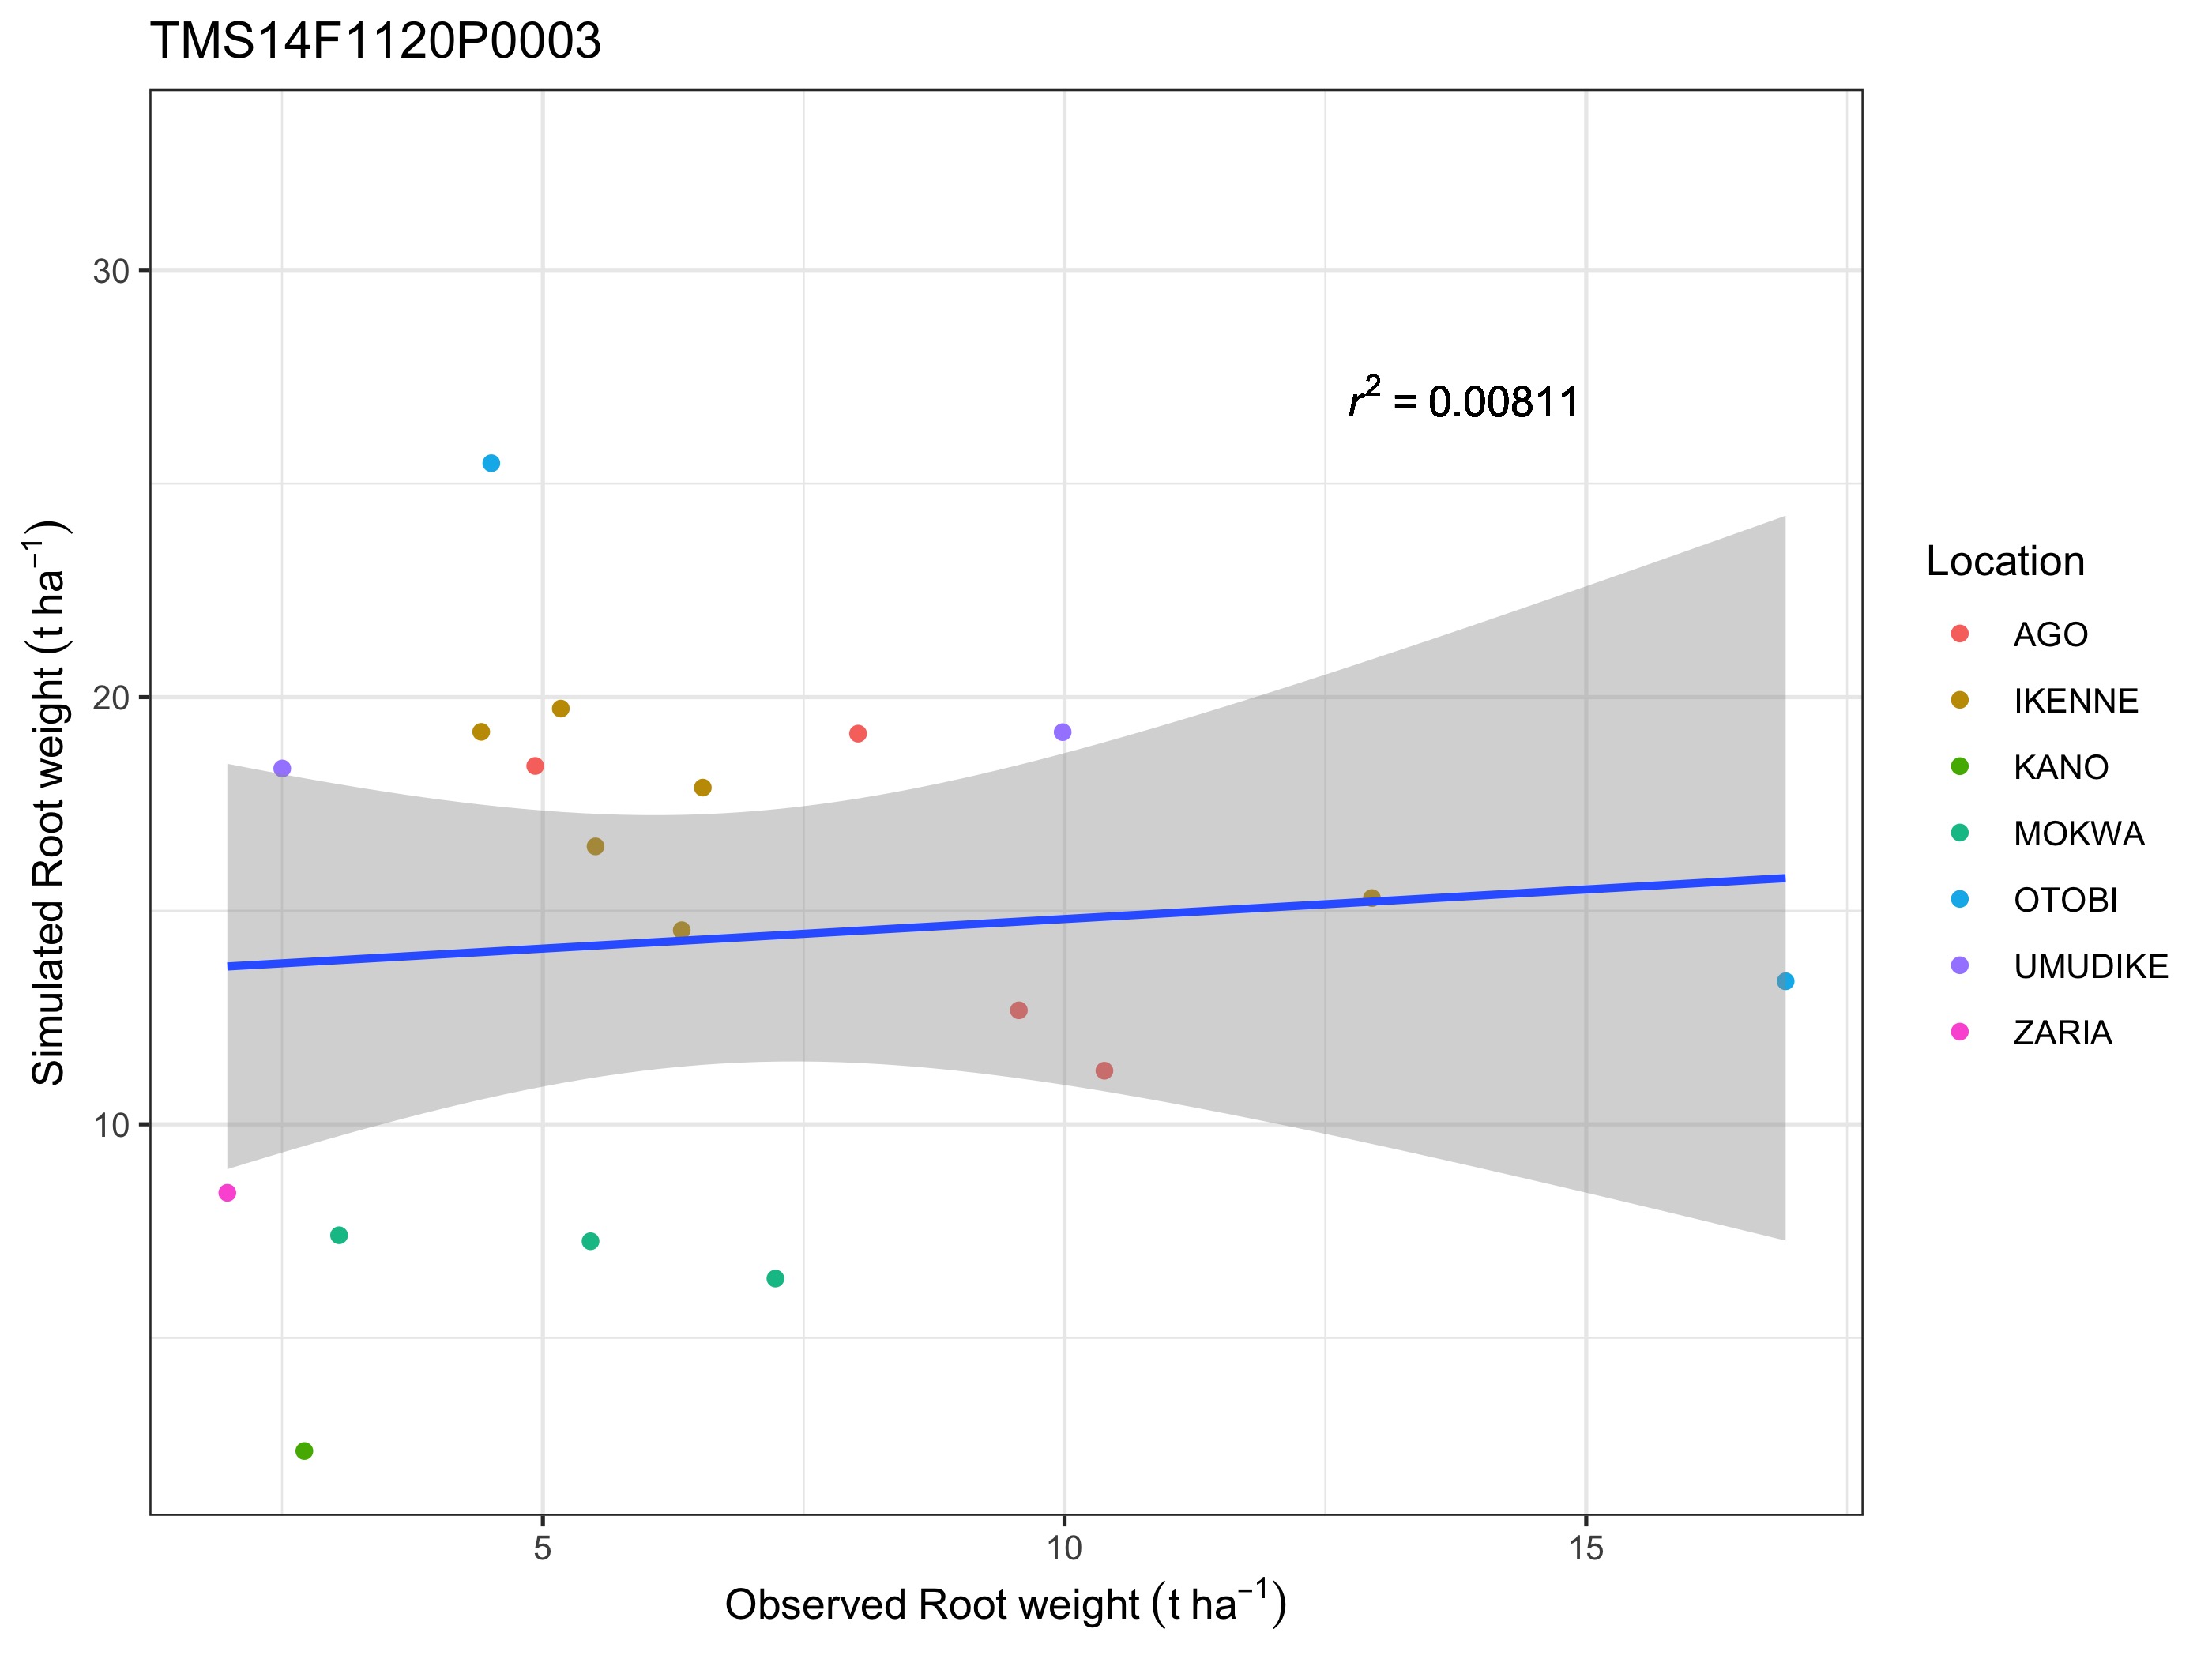 TMS14F1120P0003
30
20
10
Simulated Root weight (t ha⁻¹)
r² = 0.00811
5 10 15
Observed Root weight (t ha⁻¹)
Location
AGO
IKENNE
KANO
MOKWA
OTOBI
UMUDIKE
ZARIA